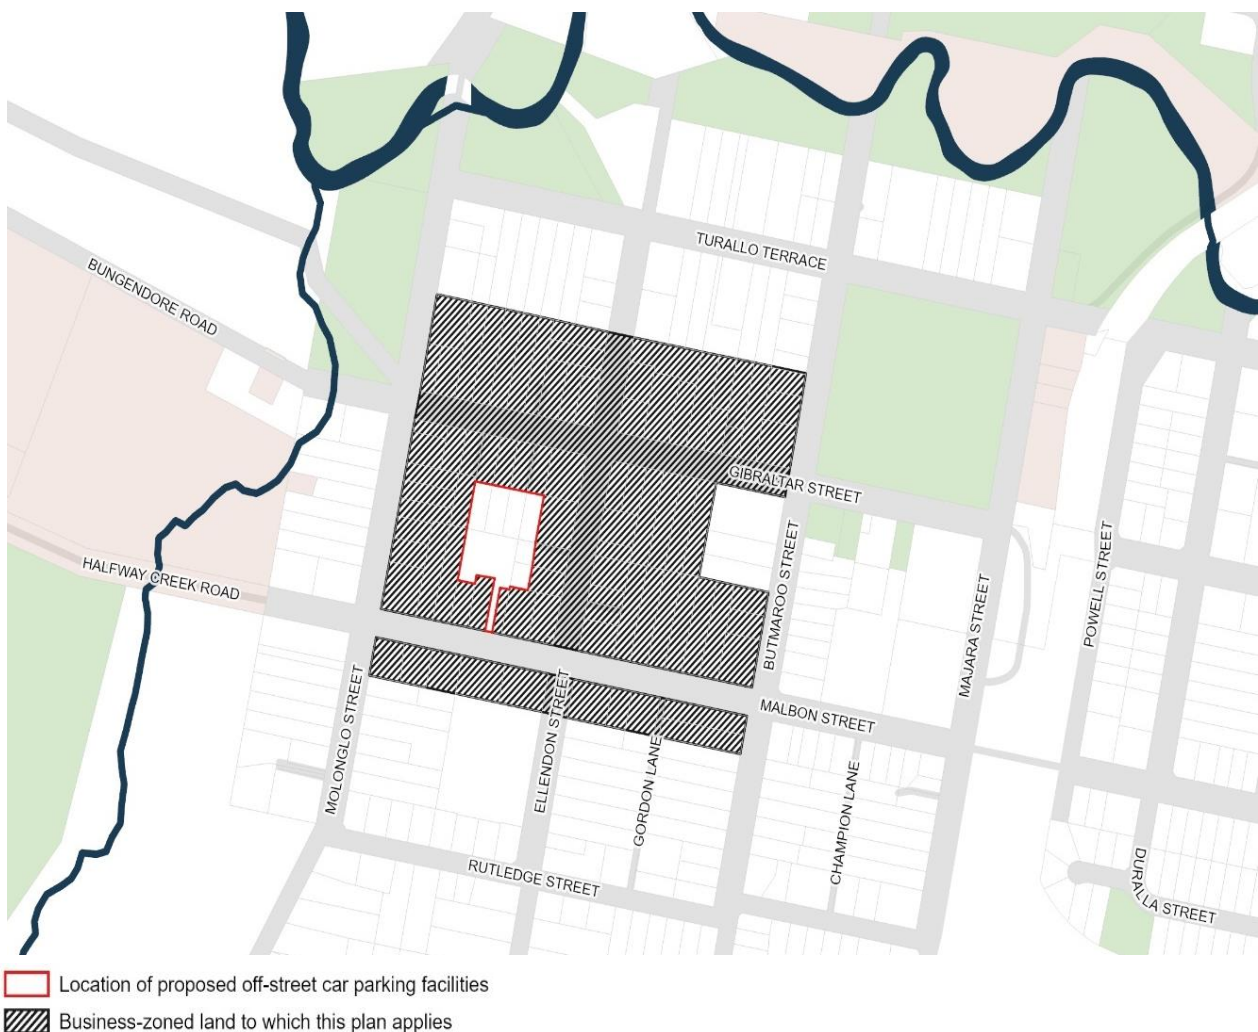 TURALLO TERRACE
BUNGENDORE ROAD
GIBRALTAR STREET
HALFWAY CREEK ROAD
BUTMAROO STREET
POWELL STREET
MAJARA STREET
MOLONGLO STREET
ELLENDON STREET
MALBON STREET
GORDON LANE
CHAMPION LANE
RUTLEDGE STREET
DURALLA STREET
Location of proposed off-street car parking facilities
Business-zoned land to which this plan applies